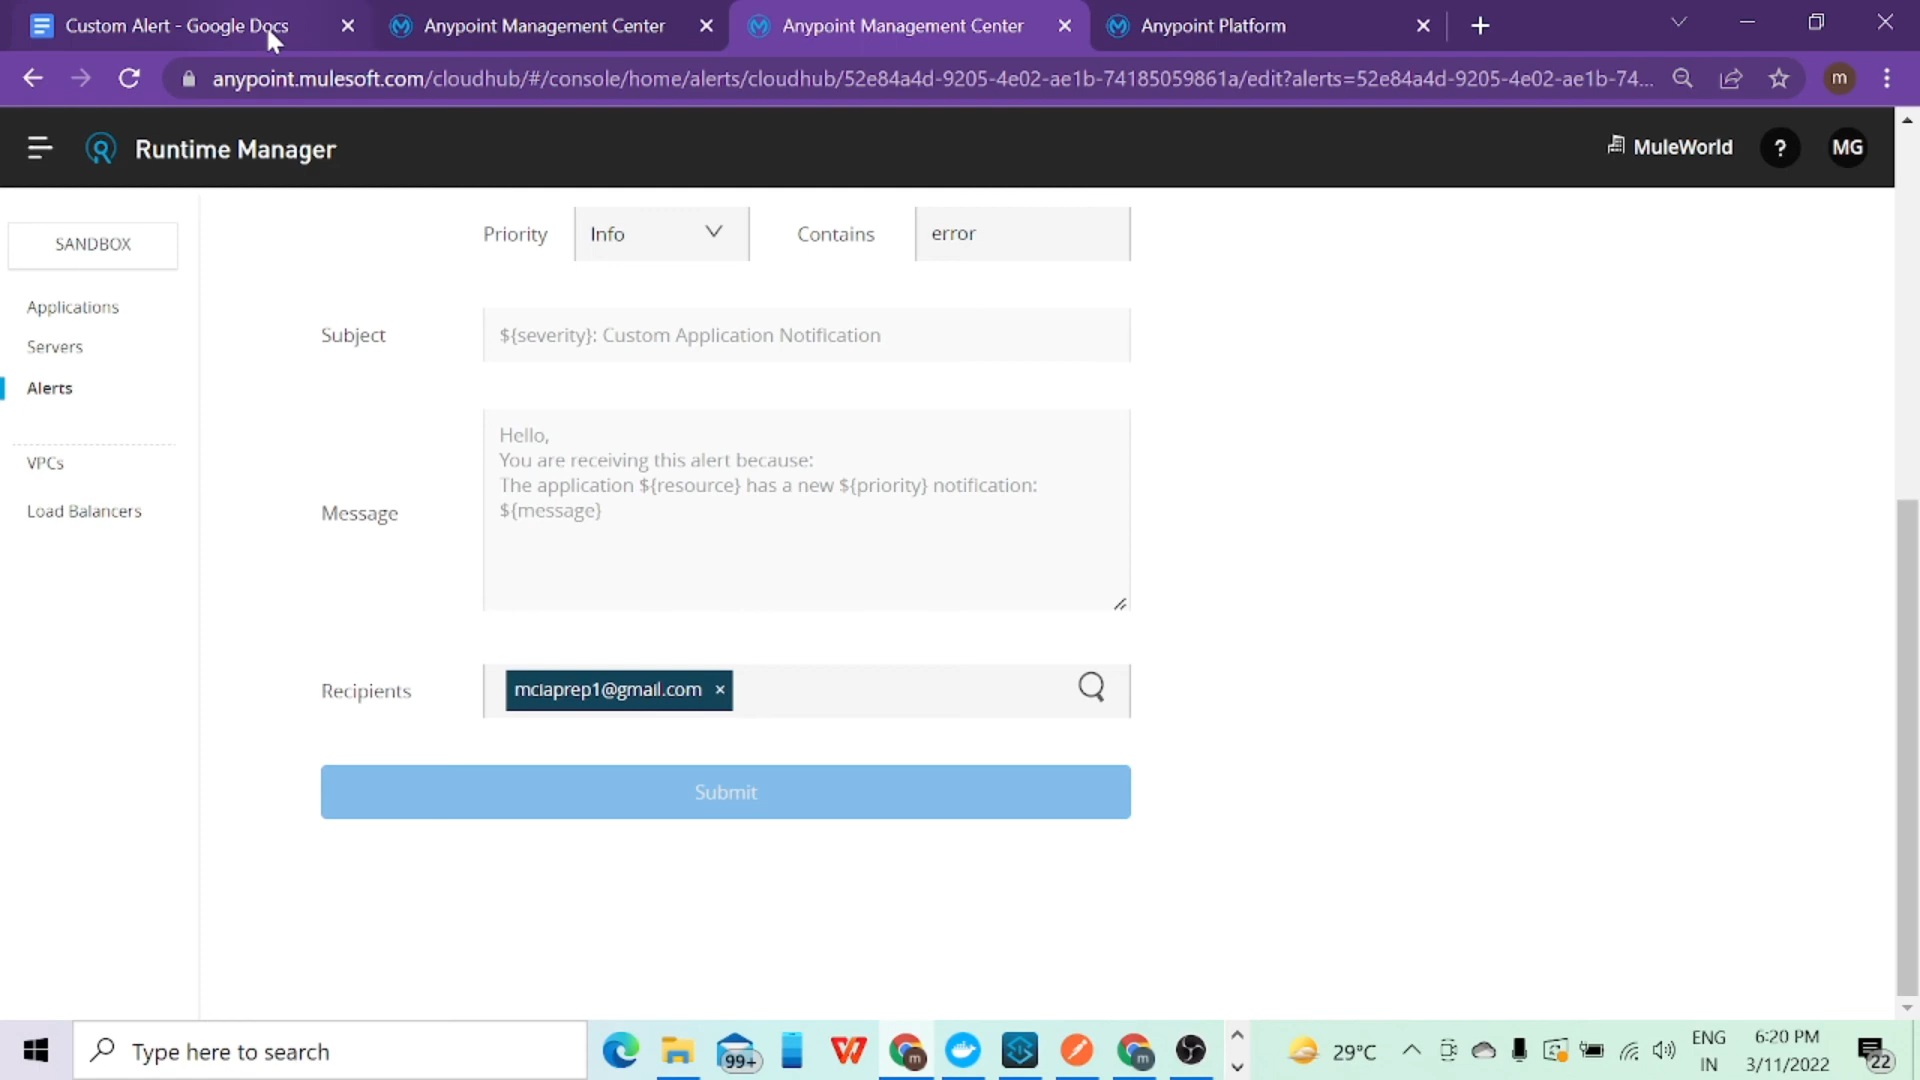 Custom Alert - Google Docs
Anypoint Management Center
Anypoint Management Center
Anypoint Platform
anypoint.mulesoft.com/cloudhub/#/console/home/alerts/cloudhub/52e84a4d-9205-4e02-ae1b-74185059861a/edit?alerts=52e84a4d-9205-4e02-ae1b-74...
m
Runtime Manager
MuleWorld
?
MG
SANDBOX
Applications
Servers
Alerts
VPCs
Load Balancers
Priority
Info
Contains
error
Subject
${severity}: Custom Application Notification
Message
Hello,
You are receiving this alert because:
The application ${resource} has a new ${priority} notification:
${message}
Recipients
mciaprep1@gmail.com ×
Submit
Type here to search
99+
m
m
29°C
ENG
IN
6:20 PM
3/11/2022
22